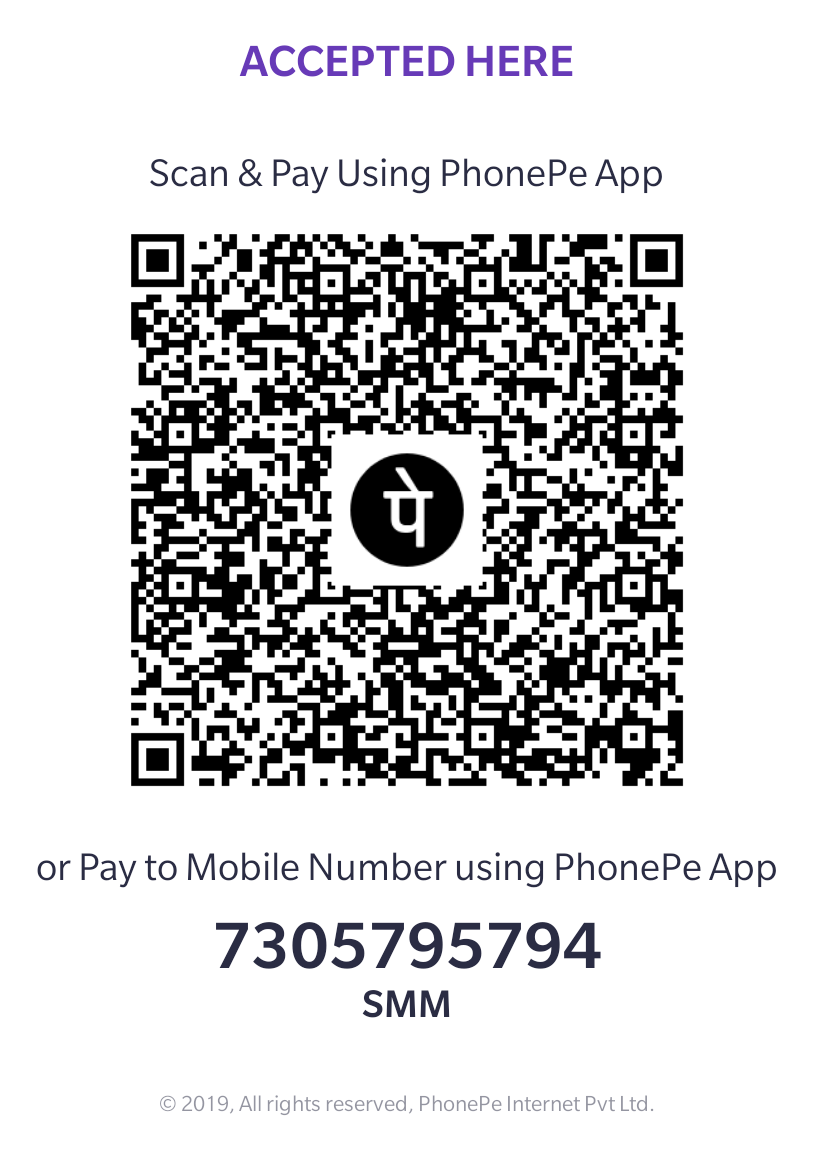 ACCEPTED HERE
Scan & Pay Using PhonePe App
पे
or Pay to Mobile Number using PhonePe App
7305795794
SMM
© 2019, All rights reserved, PhonePe Internet Pvt Ltd.